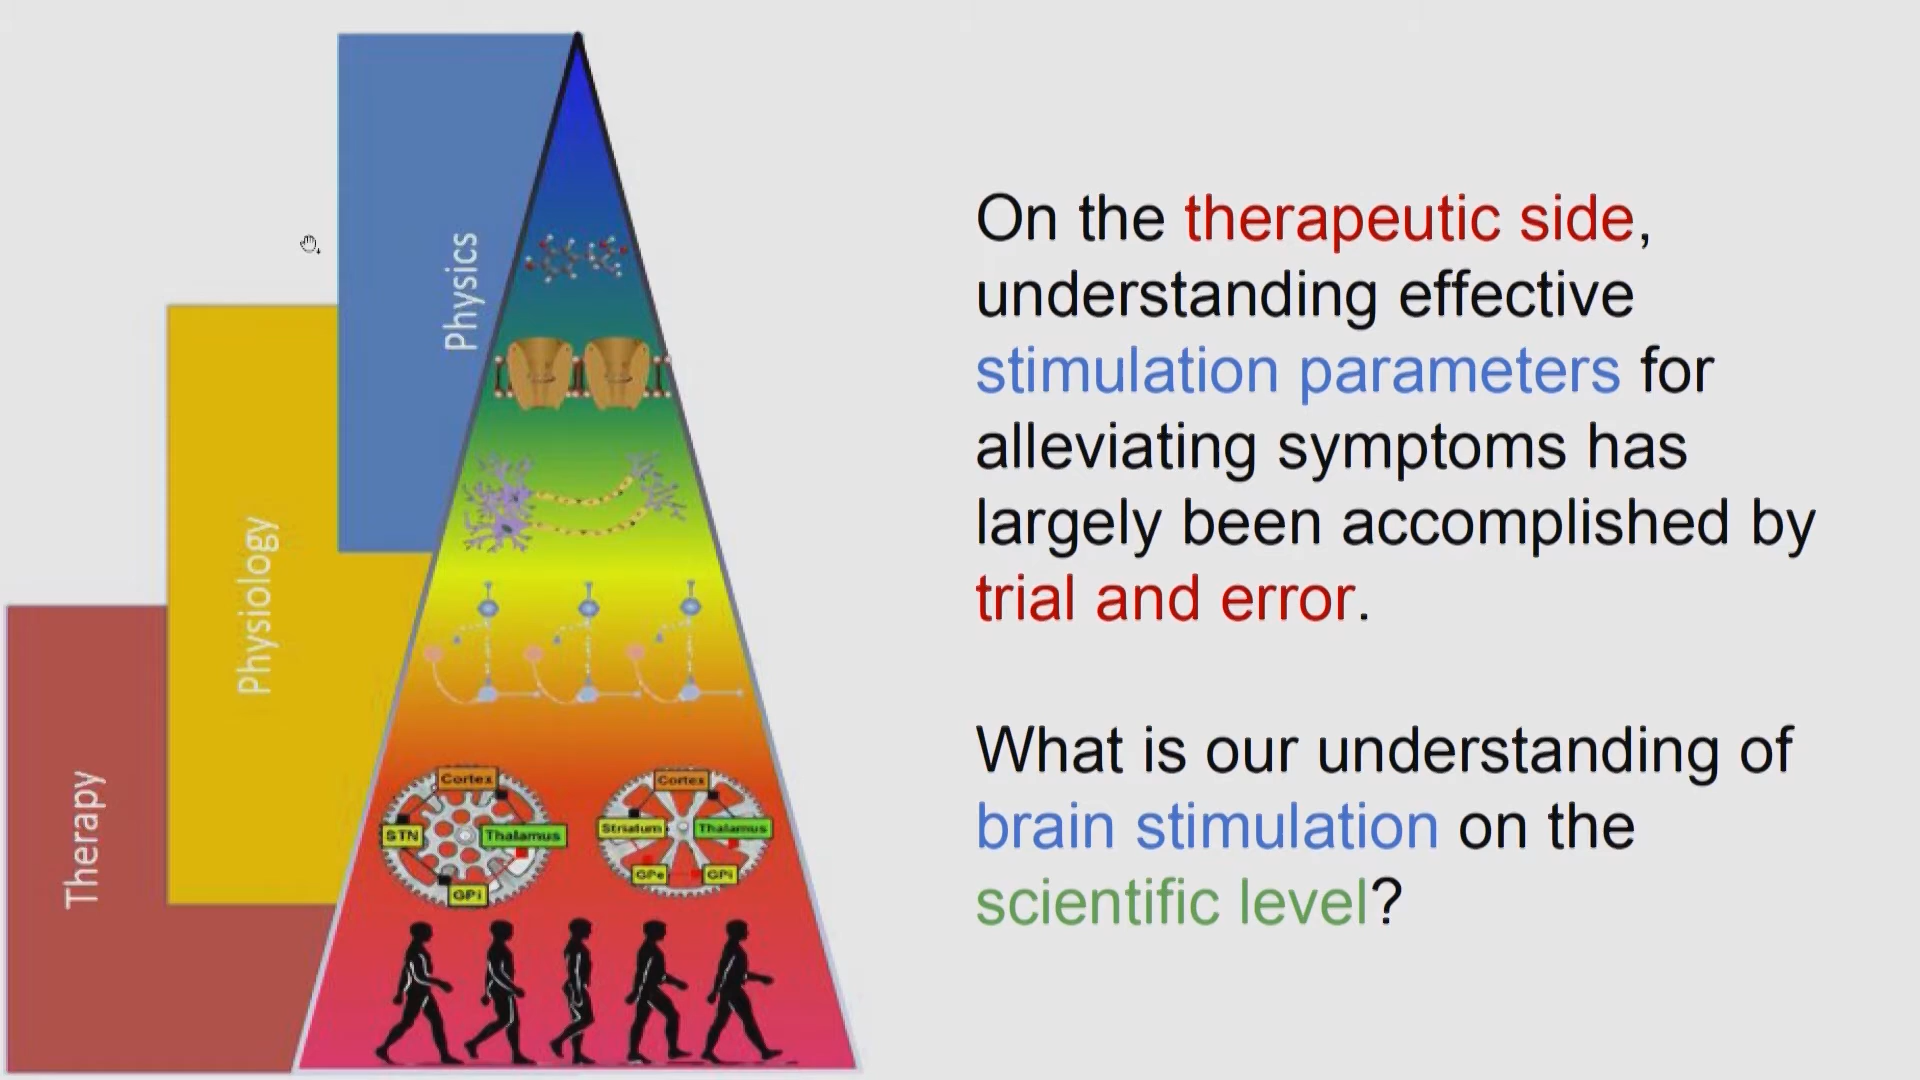 Physics
Physiology
Therapy
Cortex
STN
Thalamus
GPi
Cortex
Striatum
Thalamus
GPe
GPi
On the therapeutic side,
understanding effective
stimulation parameters for
alleviating symptoms has
largely been accomplished by
trial and error.
What is our understanding of
brain stimulation on the
scientific level?